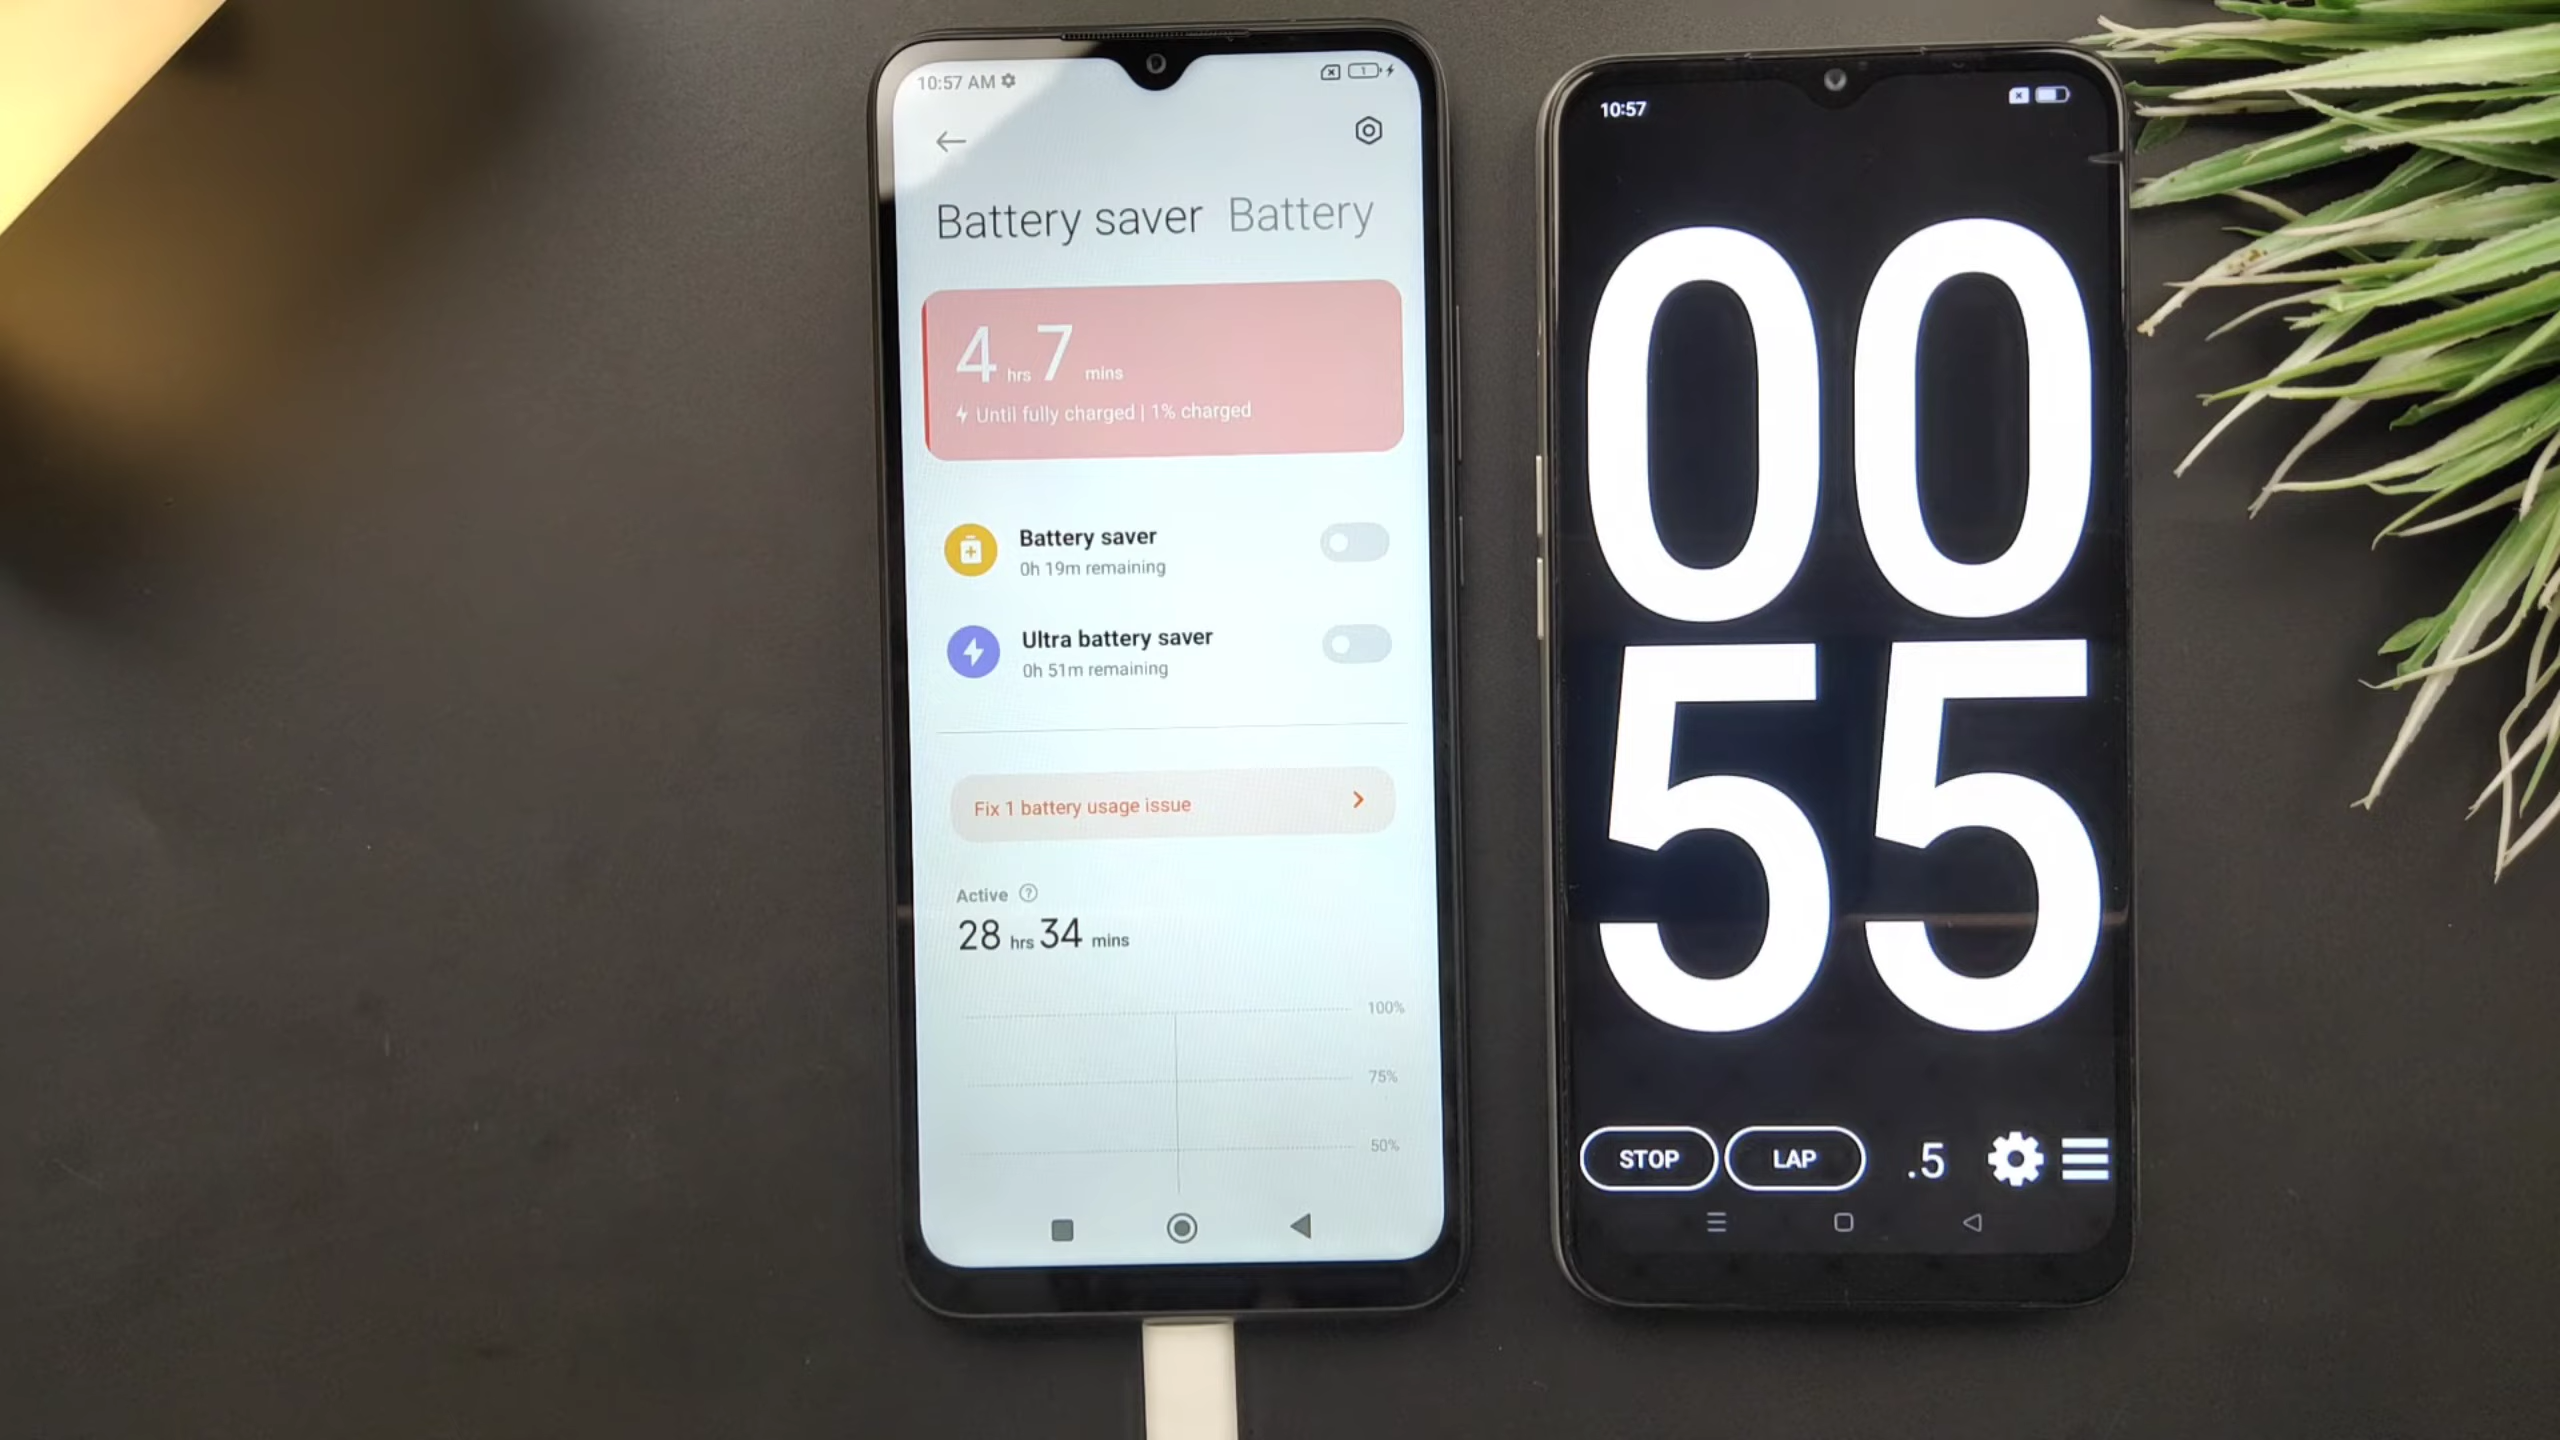 10:57 AM
1
Battery saver Battery
4 hrs 7 mins
Until fully charged | 1% charged
Battery saver
0h 19m remaining
Ultra battery saver
0h 51m remaining
Fix 1 battery usage issue
Active ?
28 hrs 34 mins
100%
75%
50%
10:57
00
55
STOP LAP .5